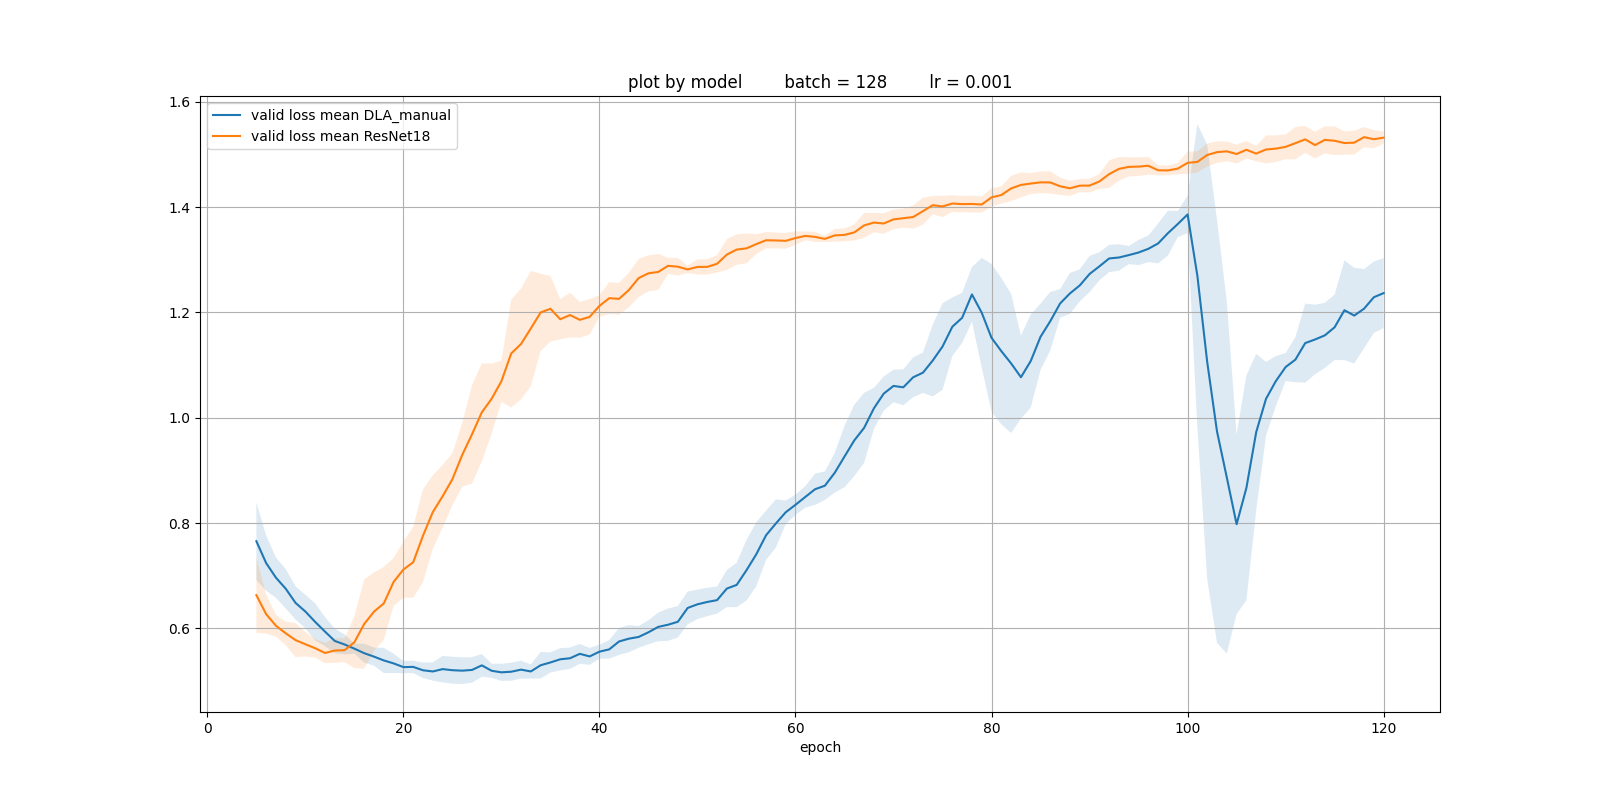 plot by model        batch = 128        lr = 0.001
valid loss mean DLA_manual
valid loss mean ResNet18
1.6
1.4
1.2
1.0
0.8
0.6
0 20 40 60 80 100 120
epoch